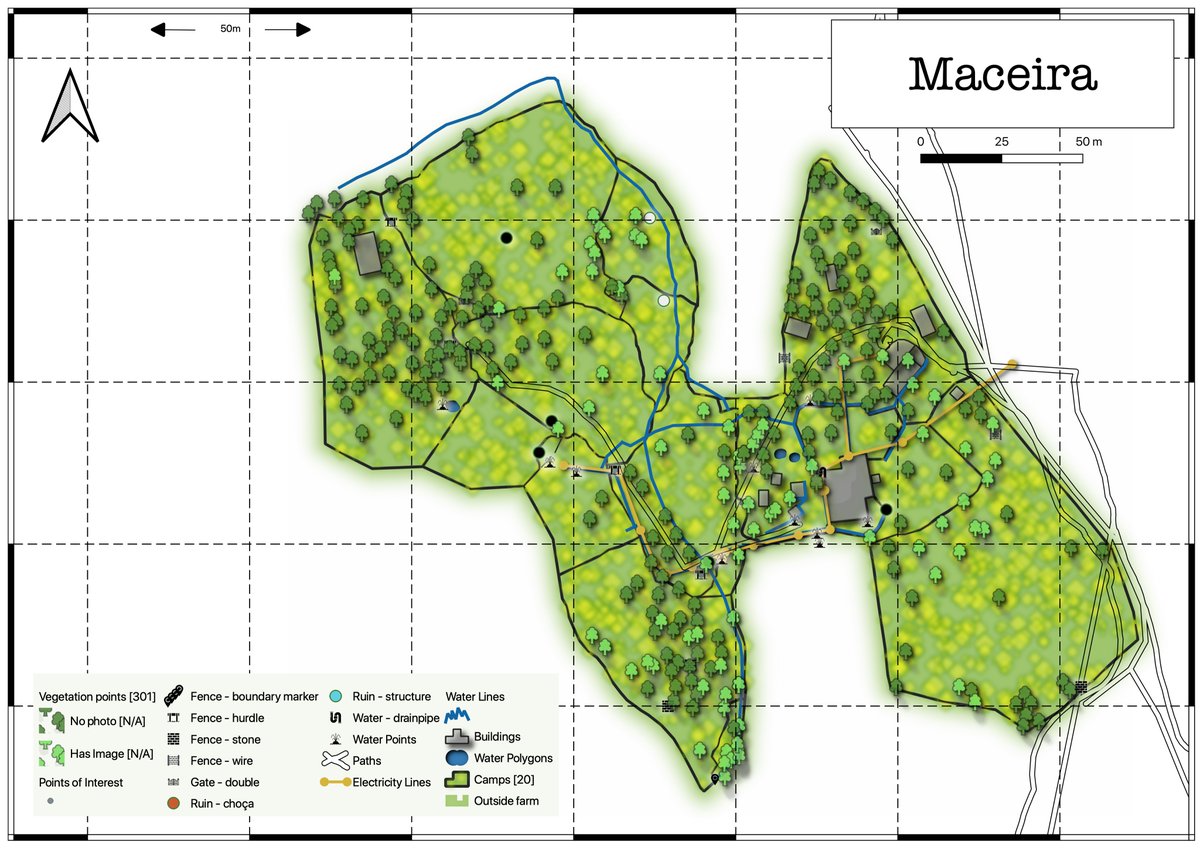 50m
Maceira
0 25 50 m
Vegetation points [301]
No photo [N/A]
Has Image [N/A]
Points of Interest
Fence - boundary marker
Fence - hurdle
Fence - stone
Fence - wire
Gate - double
Ruin - choça
Ruin - structure
Water - drainpipe
Water Points
Paths
Electricity Lines
Water Lines
Buildings
Water Polygons
Camps [20]
Outside farm